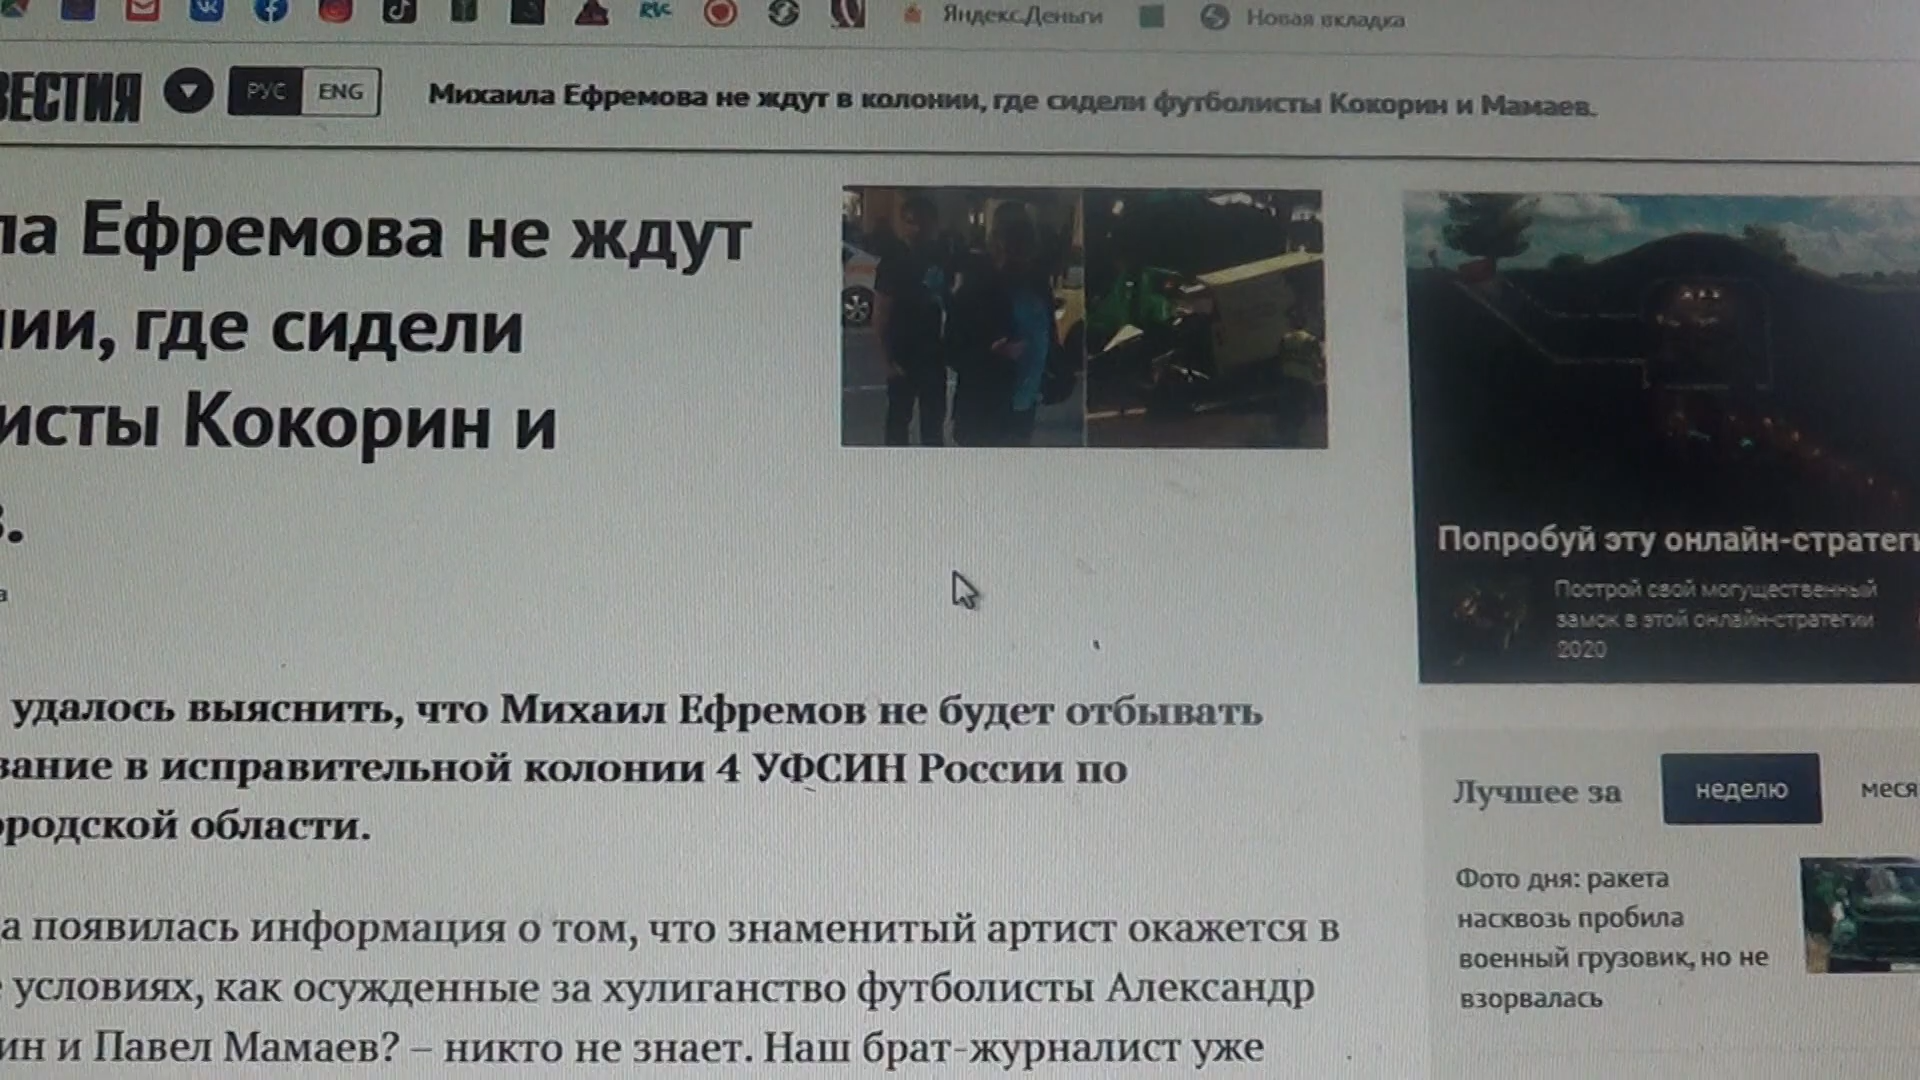 Яндекс.Деньги
Новая вкладка
ВЕСТИЯ
РУС ENG
Михаила Ефремова не ждут в колонии, где сидели футболисты Кокорин и Мамаев.
ла Ефремова не ждут
нии, где сидели
исты Кокорин и
в.
удалось выяснить, что Михаил Ефремов не будет отбывать
вание в исправительной колонии 4 УФСИН России по
ородской области.
а появилась информация о том, что знаменитый артист окажется в
условиях, как осужденные за хулиганство футболисты Александр
ин и Павел Мамаев? – никто не знает. Наш брат-журналист уже
Попробуй эту онлайн-стратеги
Построй свой могущественный
замок в этой онлайн-стратегии
2020
Лучшее за неделю меся
Фото дня: ракета
насквозь пробила
военный грузовик, но не
взорвалась